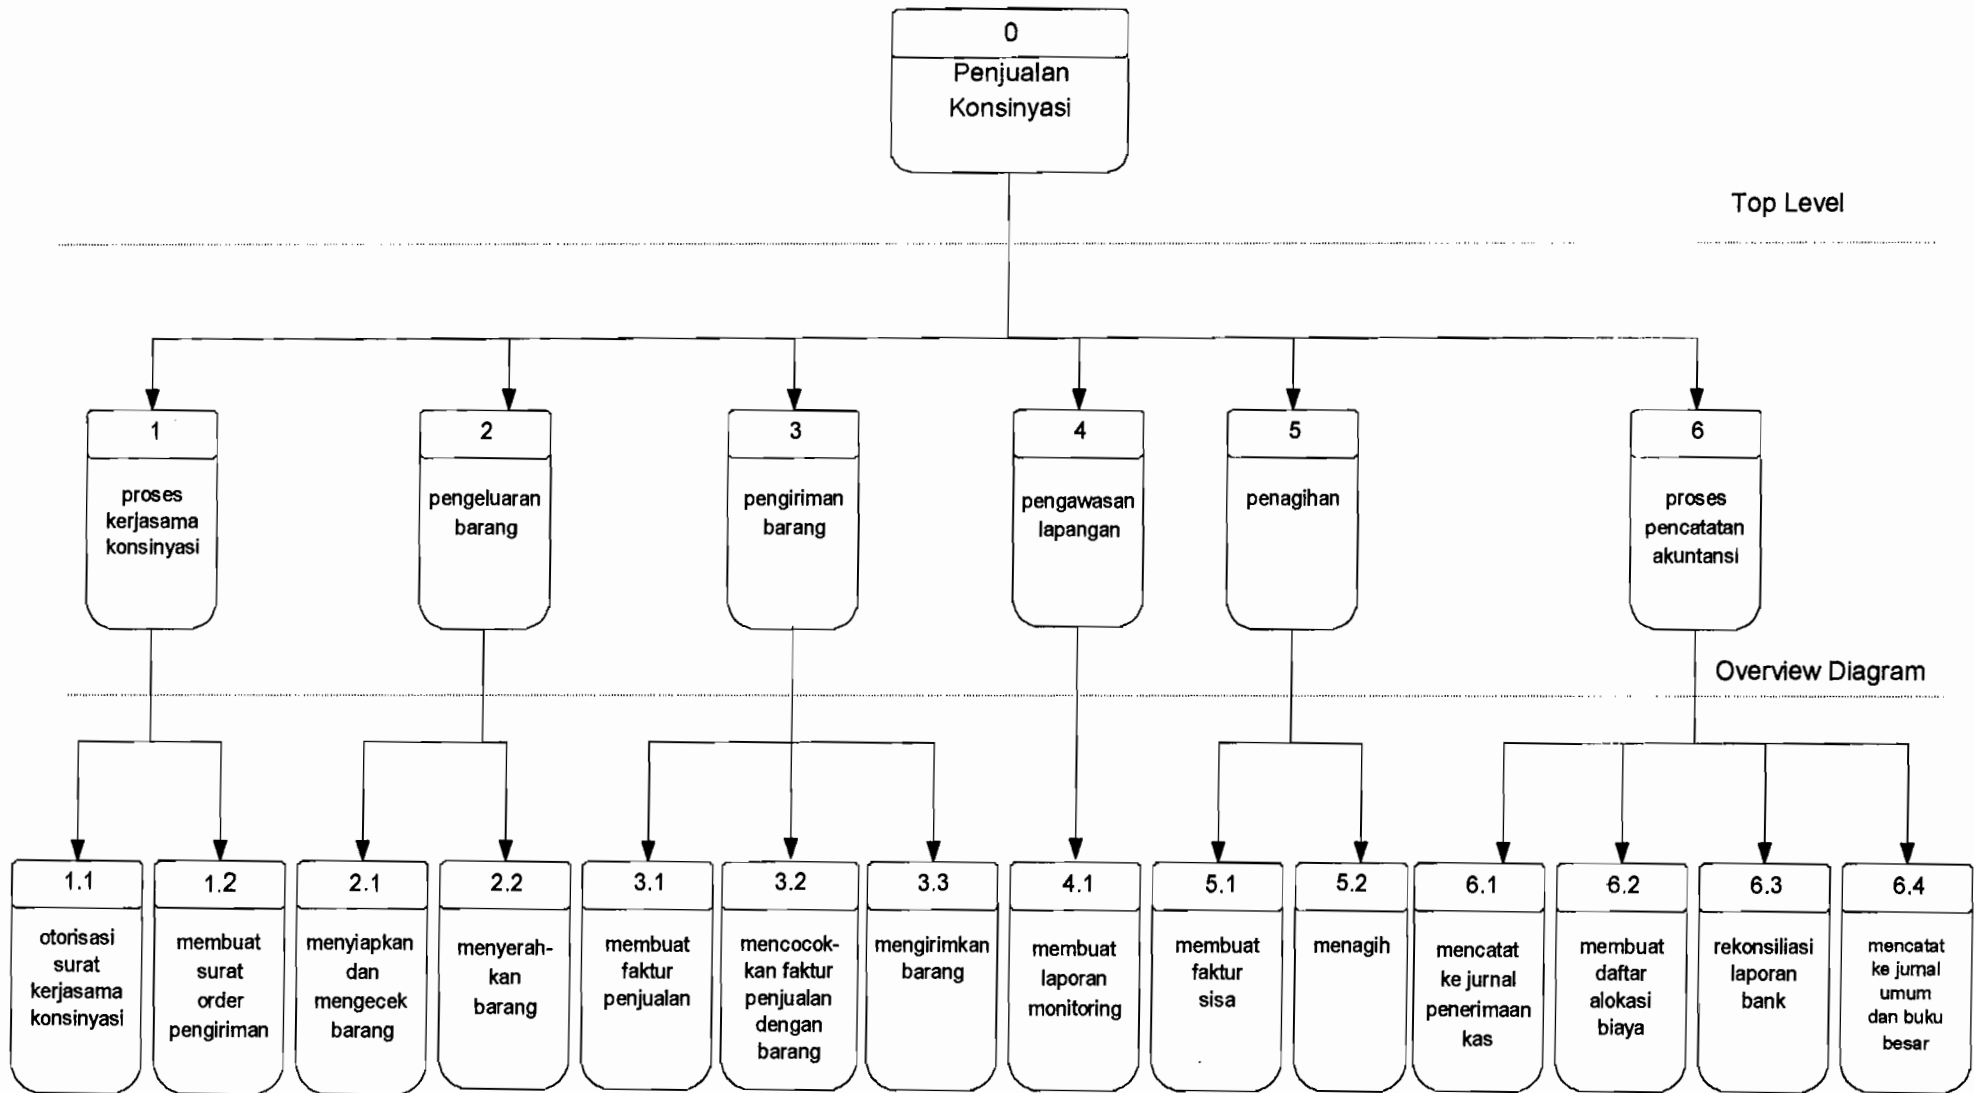 0
Penjualan
Konsinyasi
Top Level
1
proses
kerjasama
konsinyasi
2
pengeluaran
barang
3
pengiriman
barang
4
pengawasan
lapangan
5
penagihan
6
proses
pencatatan
akuntansi
Overview Diagram
1.1
otorisasi
surat
kerjasama
konsinyasi
1.2
membuat
surat
order
pengiriman
2.1
menyiapkan
dan
mengecek
barang
2.2
menyerah-
kan
barang
3.1
membuat
faktur
penjualan
3.2
mencocok-
kan faktur
penjualan
dengan
barang
3.3
mengirimkan
barang
4.1
membuat
laporan
monitoring
5.1
membuat
faktur
sisa
5.2
menagih
6.1
mencatat
ke jurnal
penerimaan
kas
6.2
membuat
daftar
alokasi
biaya
6.3
rekonsiliasi
laporan
bank
6.4
mencatat
ke jurnal
umum
dan buku
besar